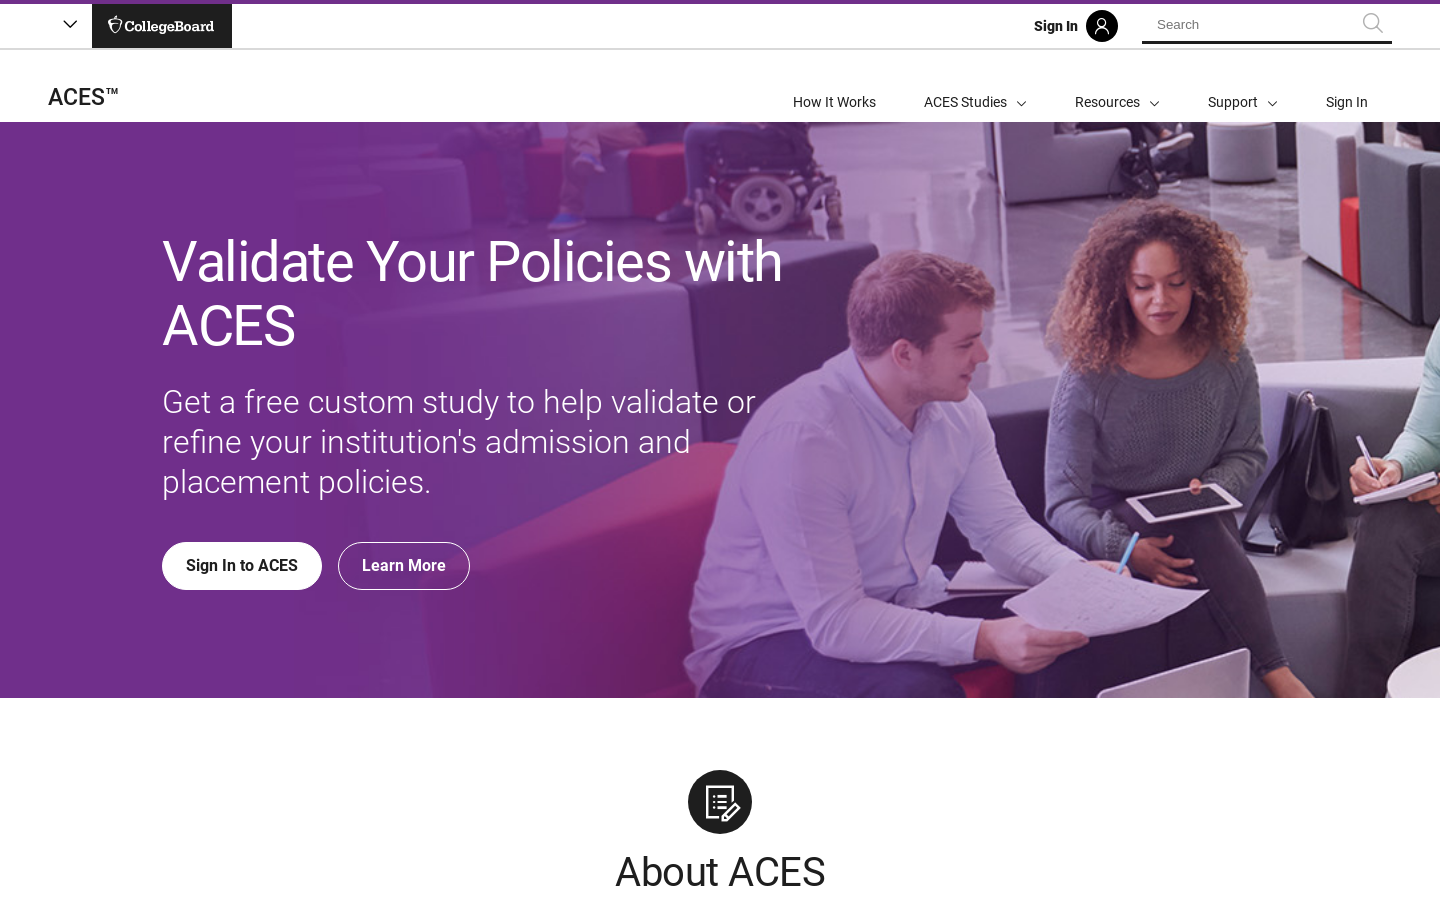 CollegeBoard
Sign In
Search
ACES™
How It Works
ACES Studies
Resources
Support
Sign In
Validate Your Policies with
ACES
Get a free custom study to help validate or
refine your institution's admission and
placement policies.
Sign In to ACES
Learn More
About ACES